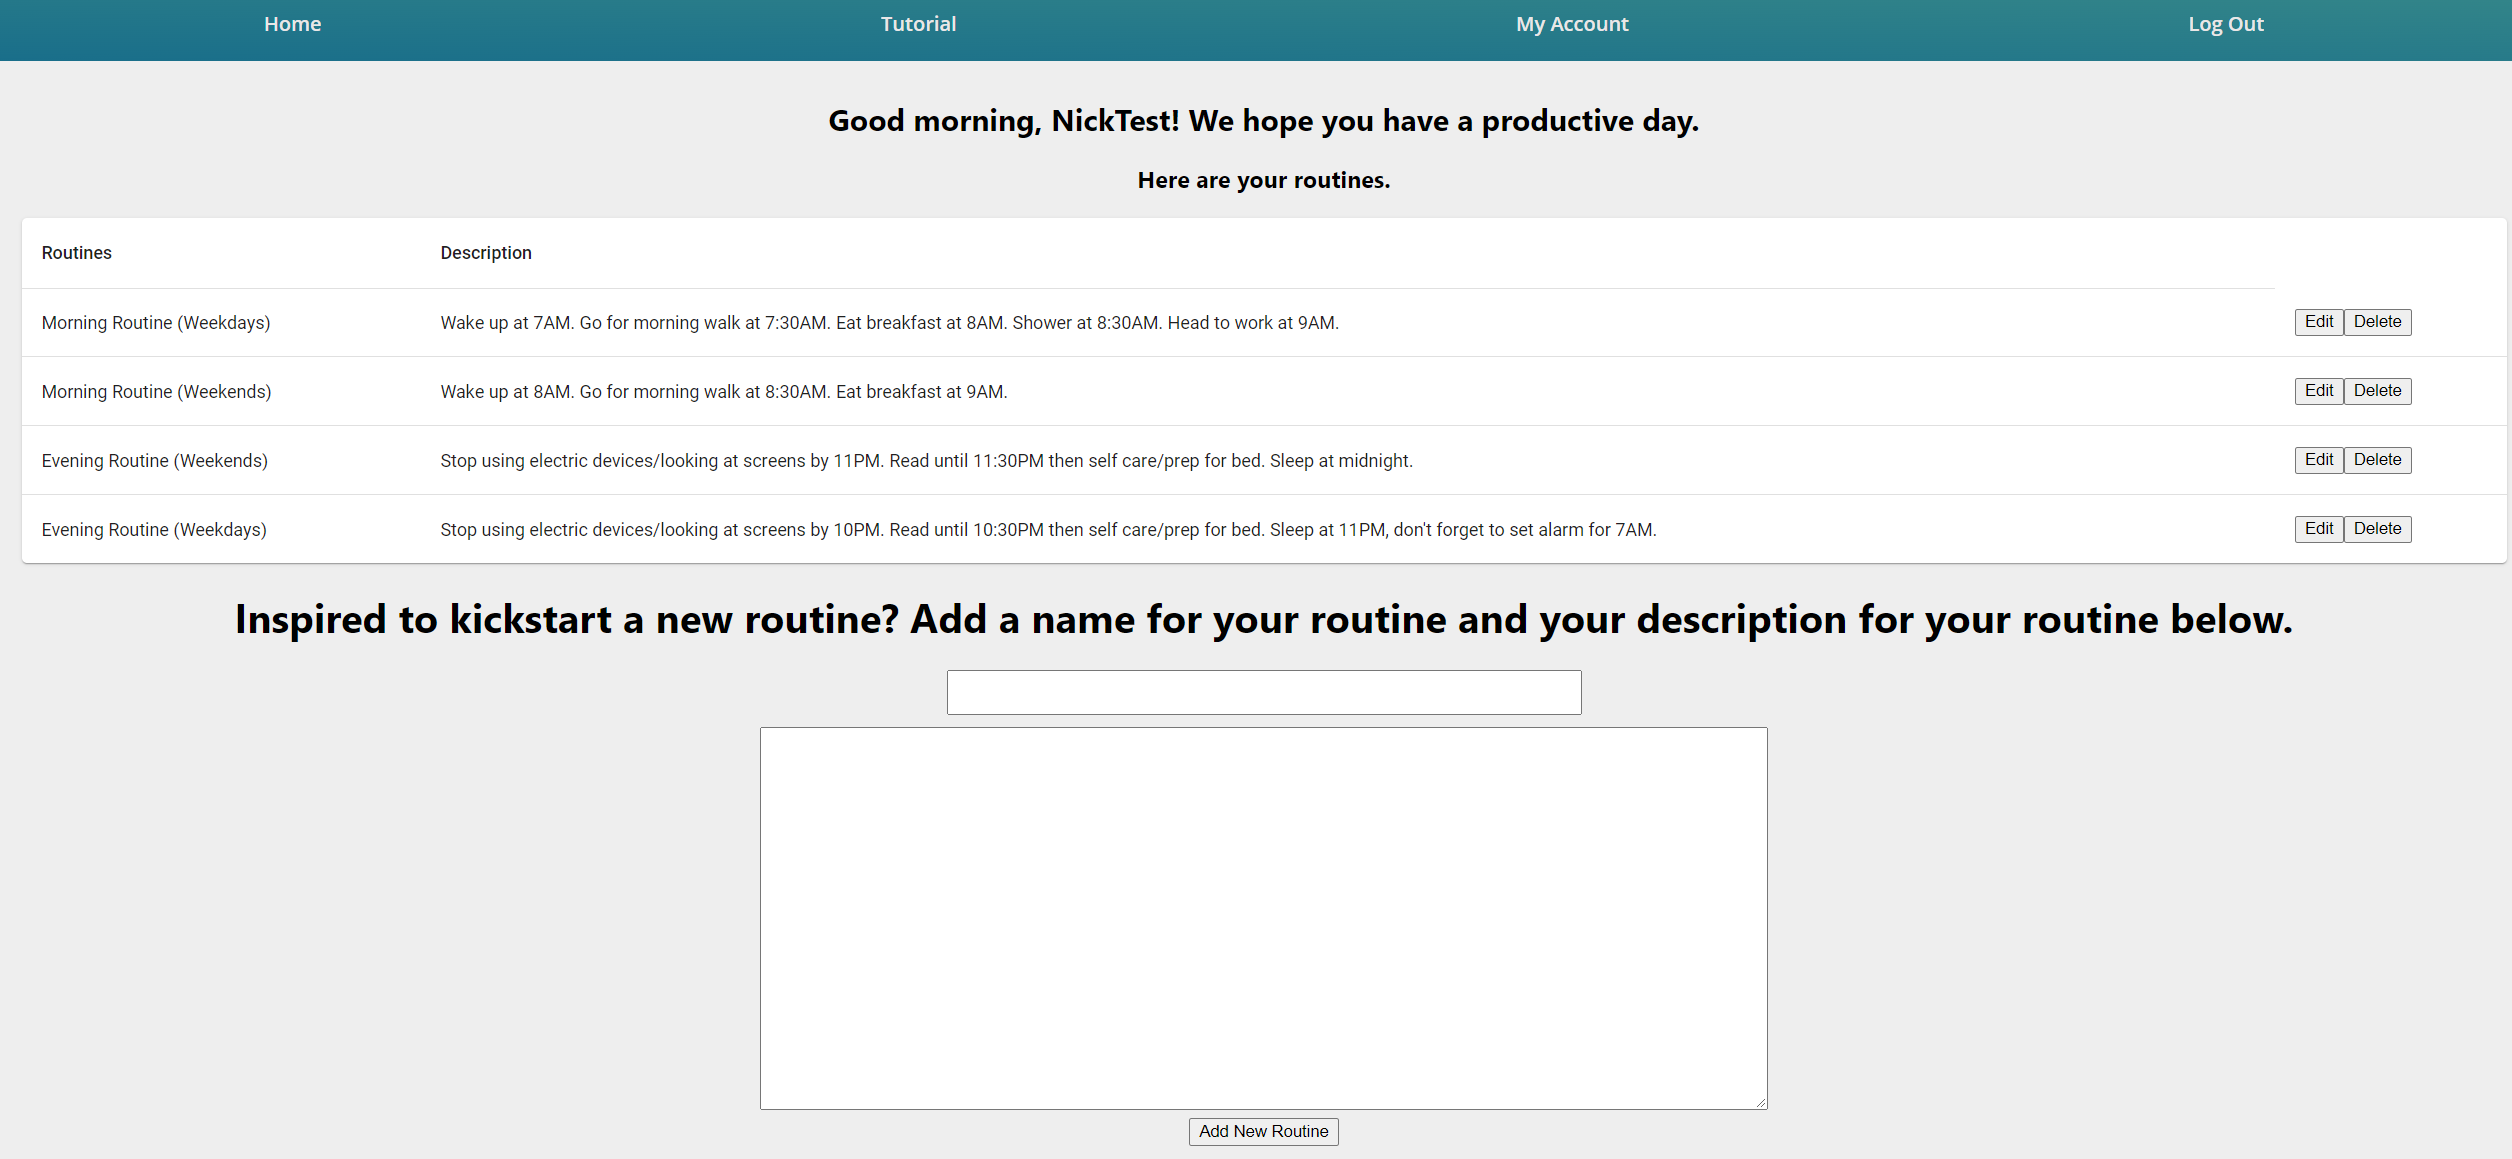 Home Tutorial My Account Log Out
Good morning, NickTest! We hope you have a productive day.
Here are your routines.
Routines Description
Morning Routine (Weekdays) Wake up at 7AM. Go for morning walk at 7:30AM. Eat breakfast at 8AM. Shower at 8:30AM. Head to work at 9AM. Edit Delete
Morning Routine (Weekends) Wake up at 8AM. Go for morning walk at 8:30AM. Eat breakfast at 9AM. Edit Delete
Evening Routine (Weekends) Stop using electric devices/looking at screens by 11PM. Read until 11:30PM then self care/prep for bed. Sleep at midnight. Edit Delete
Evening Routine (Weekdays) Stop using electric devices/looking at screens by 10PM. Read until 10:30PM then self care/prep for bed. Sleep at 11PM, don't forget to set alarm for 7AM. Edit Delete
Inspired to kickstart a new routine? Add a name for your routine and your description for your routine below.
Add New Routine